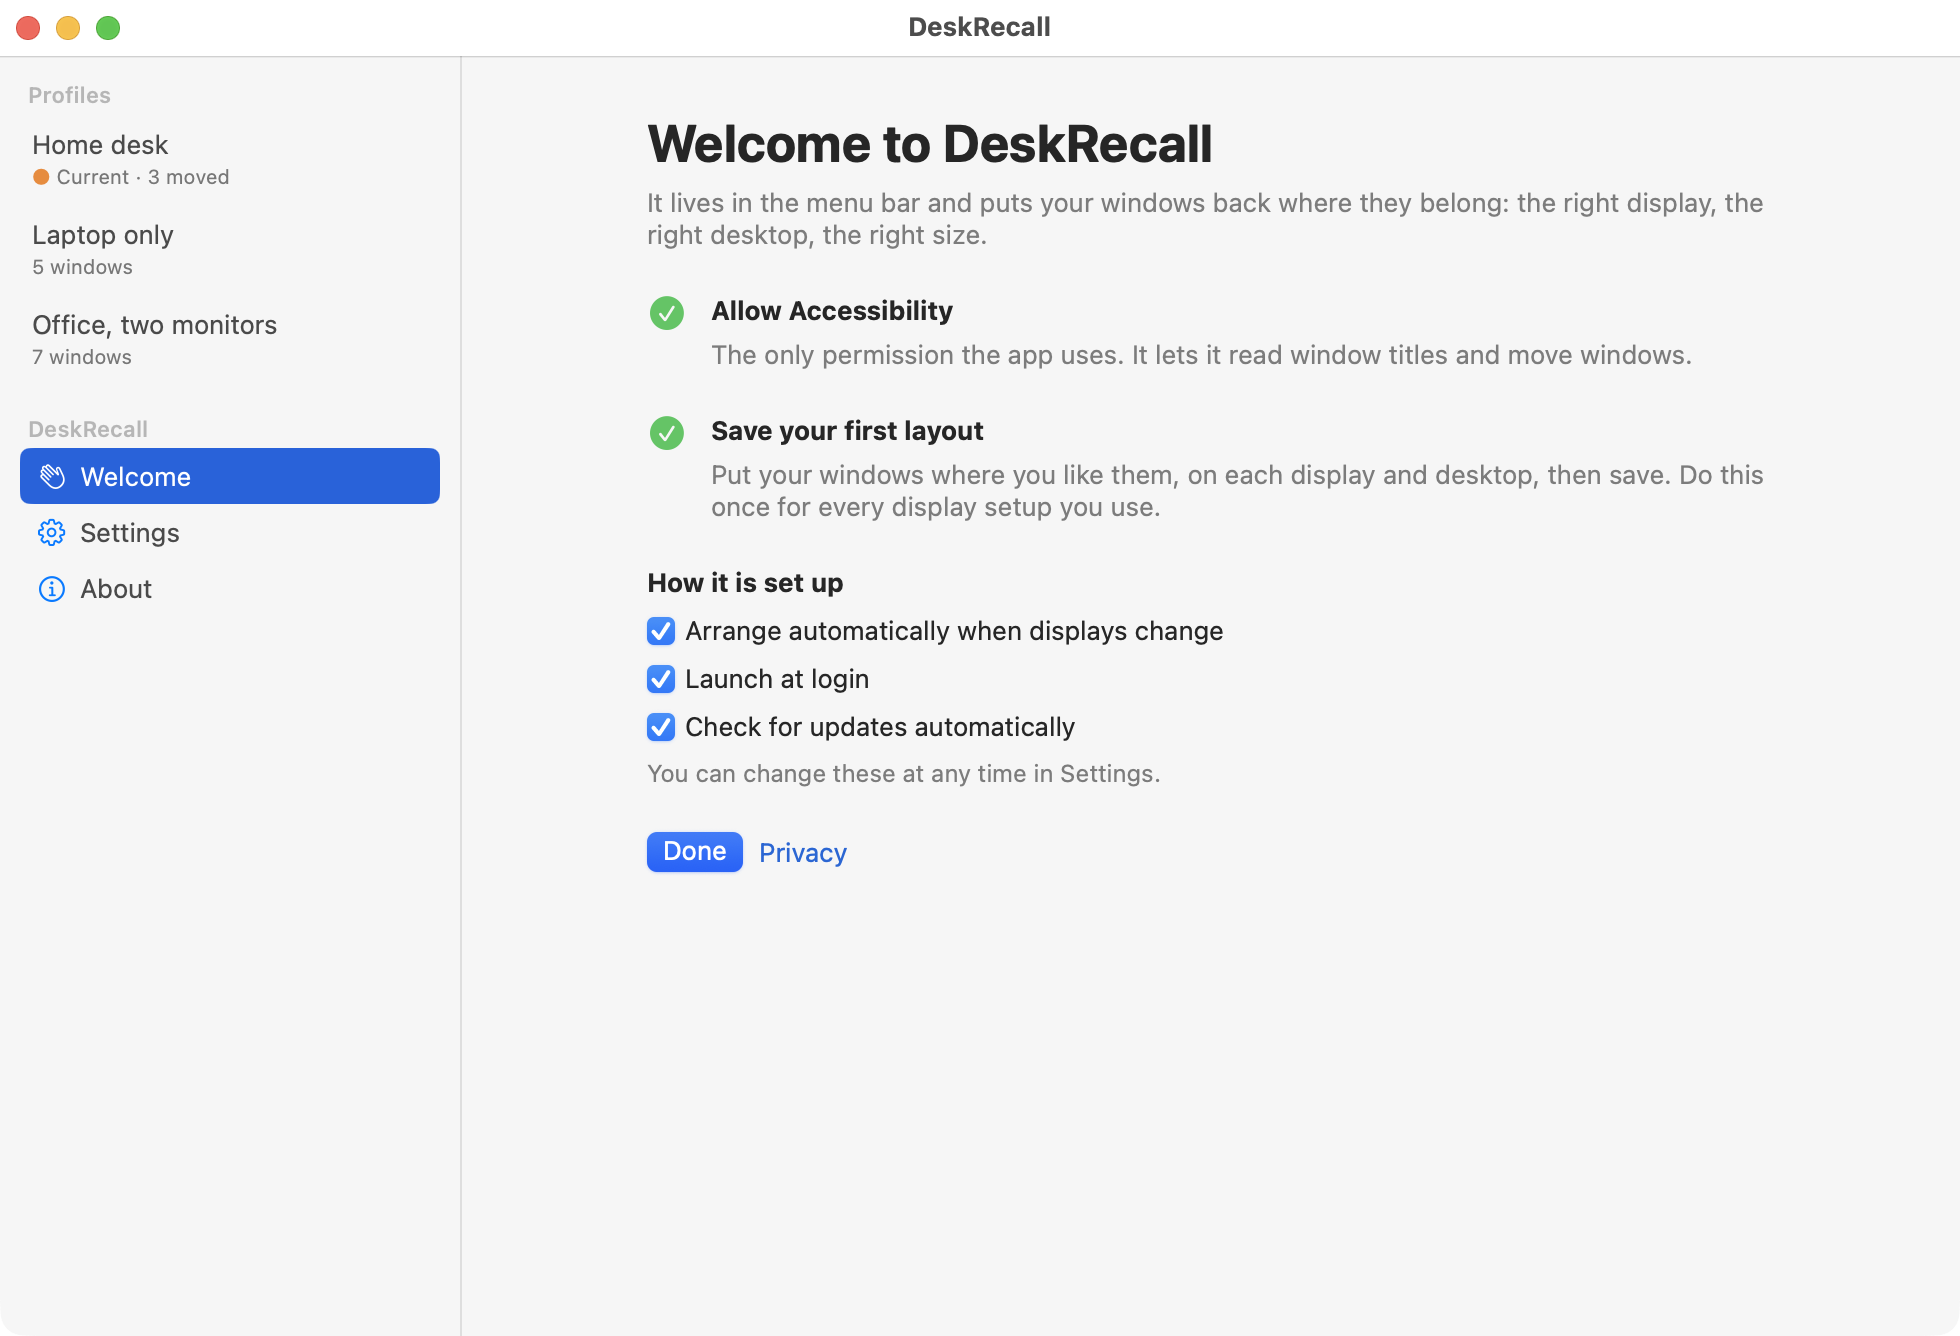 DeskRecall
Profiles
Home desk
Current · 3 moved
Laptop only
5 windows
Office, two monitors
7 windows
DeskRecall
Welcome
Settings
About
Welcome to DeskRecall
It lives in the menu bar and puts your windows back where they belong: the right display, the
right desktop, the right size.
Allow Accessibility
The only permission the app uses. It lets it read window titles and move windows.
Save your first layout
Put your windows where you like them, on each display and desktop, then save. Do this
once for every display setup you use.
How it is set up
Arrange automatically when displays change
Launch at login
Check for updates automatically
You can change these at any time in Settings.
Done
Privacy